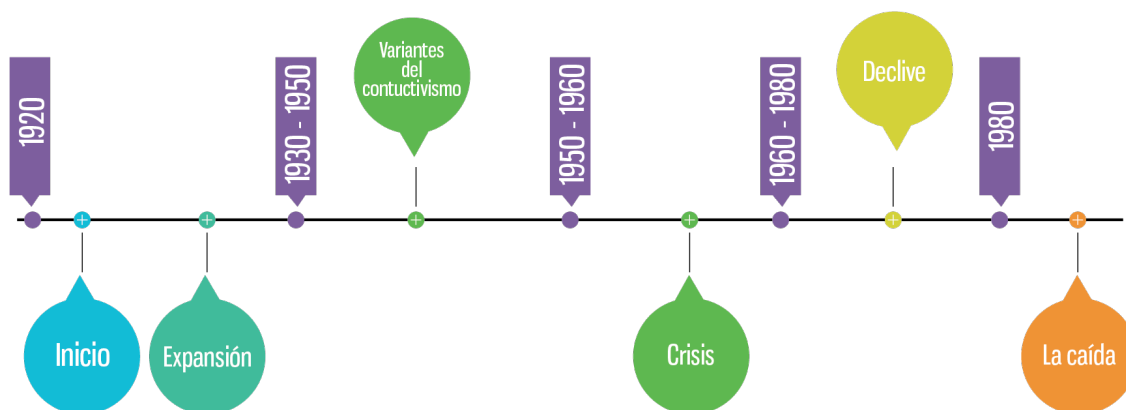 1920
Inicio
Expansión
1930 - 1950
Variantes
del
contuctivismo
1950 - 1960
Crisis
1960 - 1980
Declive
1980
La caída